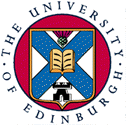 · THE UNIVERSITY ·
OF EDINBURGH